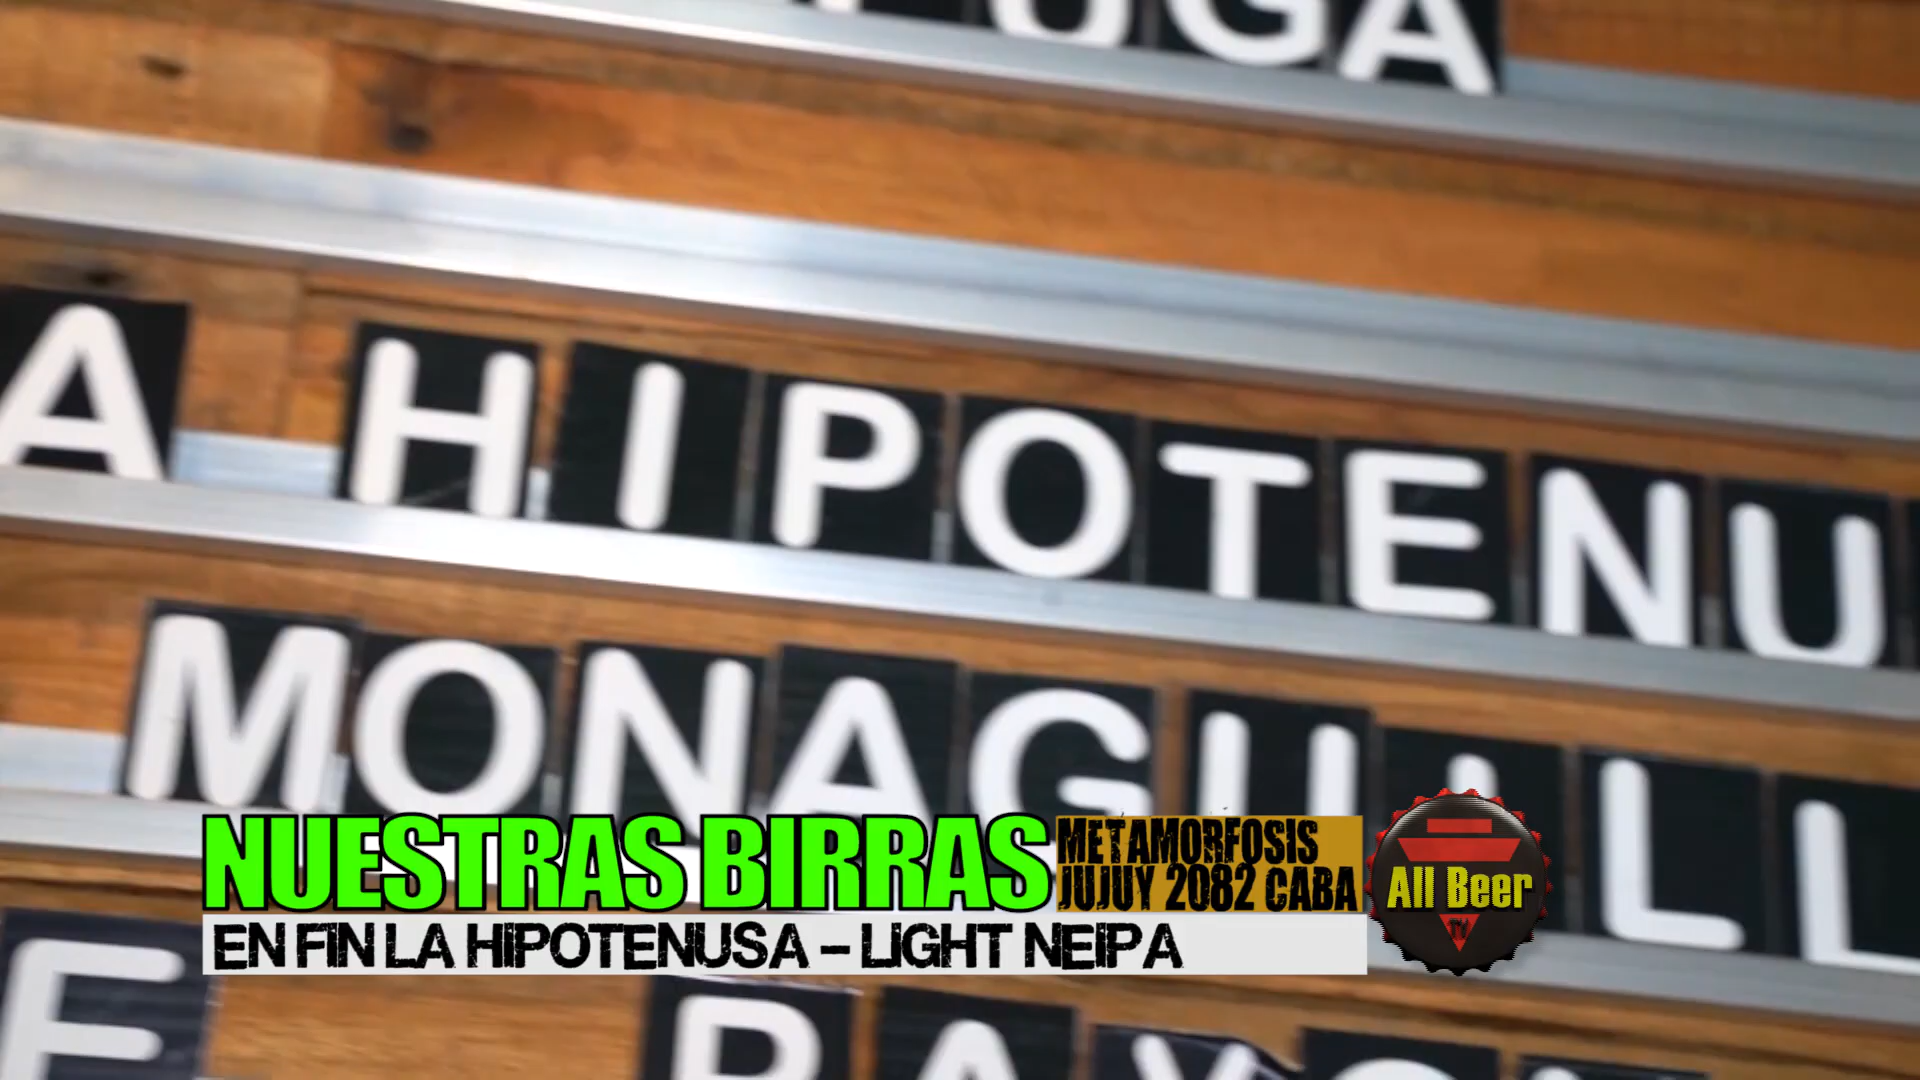 UGA
A HIPOTENU
MONAGUILL
NUESTRAS BIRRAS
METAMORFOSIS
JUJUY 2082 CABA
All Beer
TV
EN FIN LA HIPOTENUSA – LIGHT NEIPA